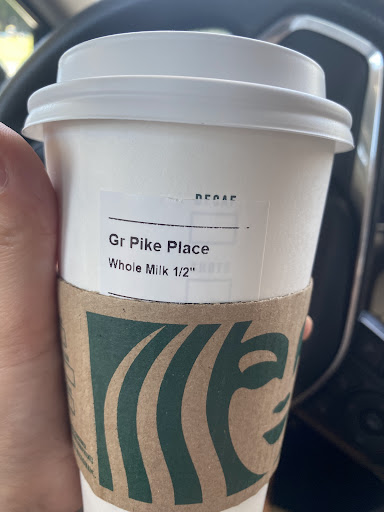 DECAF
Gr Pike Place
Whole Milk 1/2"